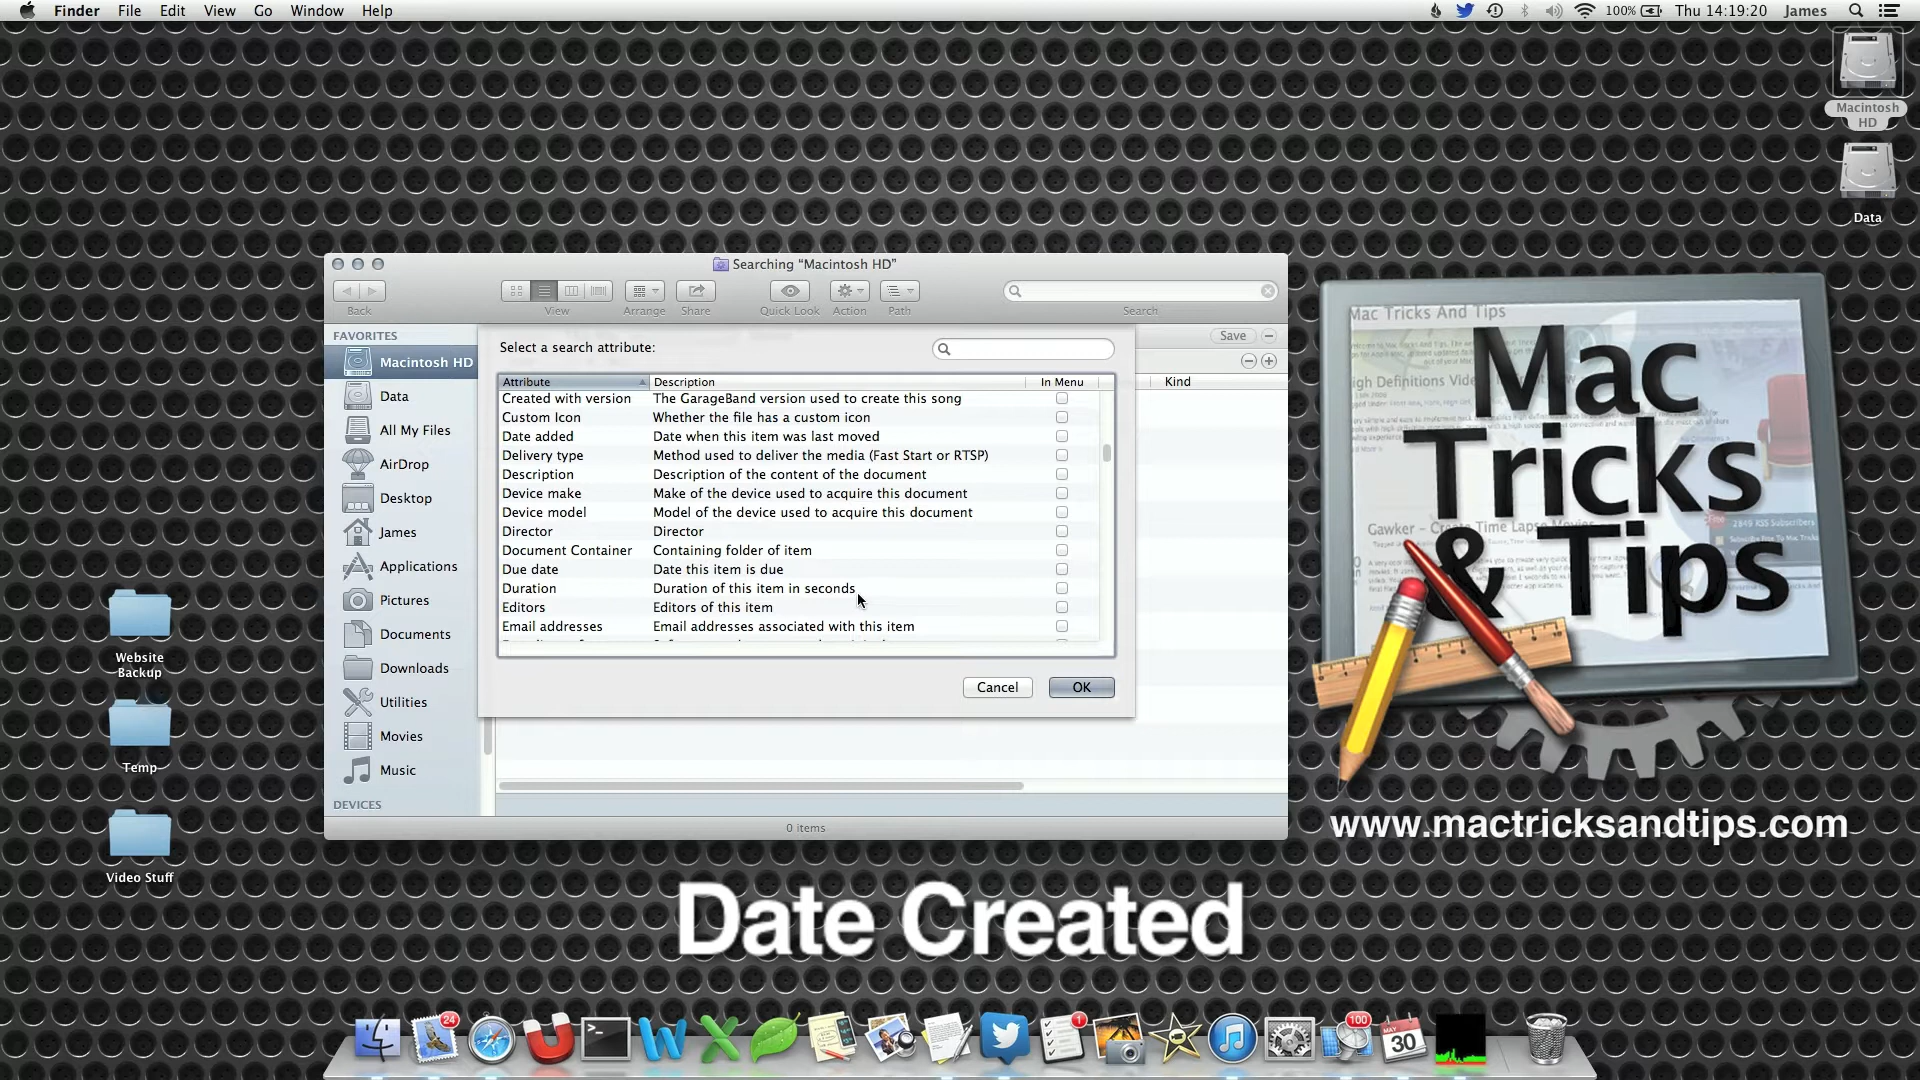 Finder File Edit View Go Window Help
100% Thu 14:19:20 James
Macintosh
HD
Data
Searching "Macintosh HD"
Back View Arrange Share Quick Look Action Path Search
FAVORITES
Macintosh HD
Data
All My Files
AirDrop
Desktop
James
Applications
Pictures
Documents
Downloads
Utilities
Movies
Music
DEVICES
Save
Kind
Select a search attribute:
Attribute Description In Menu
Created with version The GarageBand version used to create this song
Custom Icon Whether the file has a custom icon
Date added Date when this item was last moved
Delivery type Method used to deliver the media (Fast Start or RTSP)
Description Description of the content of the document
Device make Make of the device used to acquire this document
Device model Model of the device used to acquire this document
Director Director
Document Container Containing folder of item
Due date Date this item is due
Duration Duration of this item in seconds
Editors Editors of this item
Email addresses Email addresses associated with this item
Cancel OK
0 items
Website
Backup
Temp
Video Stuff
Mac Tricks And Tips
Mac
Tricks
& Tips
Gawker - Create Time Lapse Movies
2849 RSS Subscribers
www.mactricksandtips.com
Date Created
24
1
100
MAY
30